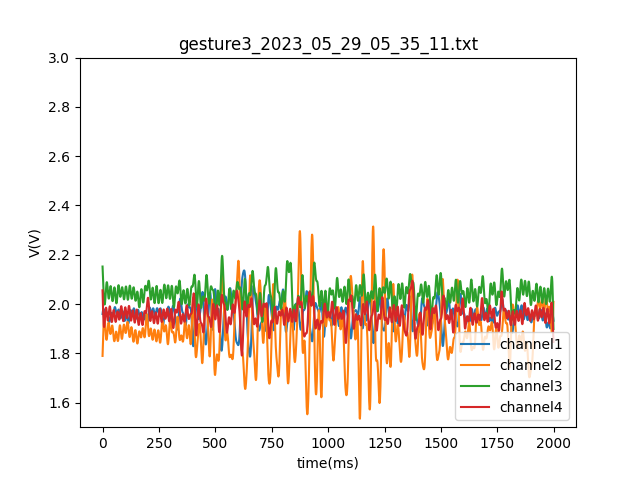 gesture3_2023_05_29_05_35_11.txt
3.0
2.8
2.6
2.4
2.2
2.0
1.8
1.6
V(V)
0 250 500 750 1000 1250 1500 1750 2000
time(ms)
channel1
channel2
channel3
channel4